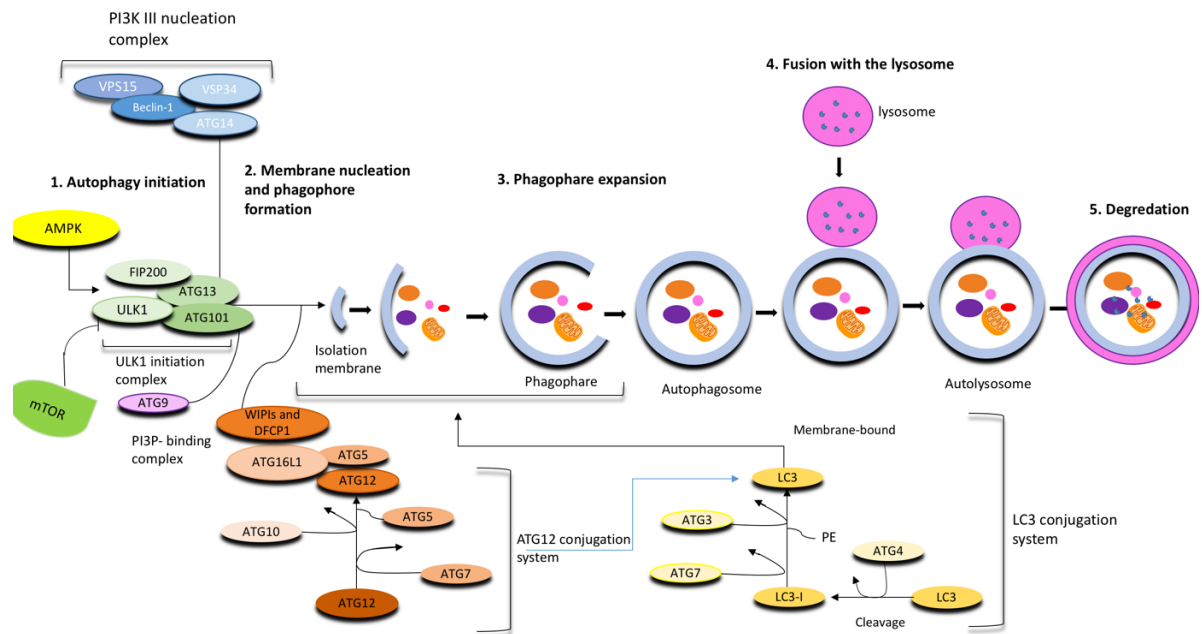 PI3K III nucleation
complex
VPS15
VSP34
Beclin-1
ATG14
4. Fusion with the lysosome
lysosome
1. Autophagy initiation
2. Membrane nucleation
and phagophore
formation
3. Phagophare expansion
5. Degredation
AMPK
FIP200
ATG13
ULK1
ATG101
ULK1 initiation
complex
mTOR
ATG9
PI3P- binding
complex
Isolation
membrane
Phagophare
Autophagosome
Autolysosome
WIPIs and
DFCP1
ATG16L1
ATG5
ATG12
ATG10
ATG5
ATG7
ATG12
ATG12 conjugation
system
Membrane-bound
LC3
ATG3
PE
ATG7
ATG4
LC3-I
LC3
Cleavage
LC3 conjugation
system